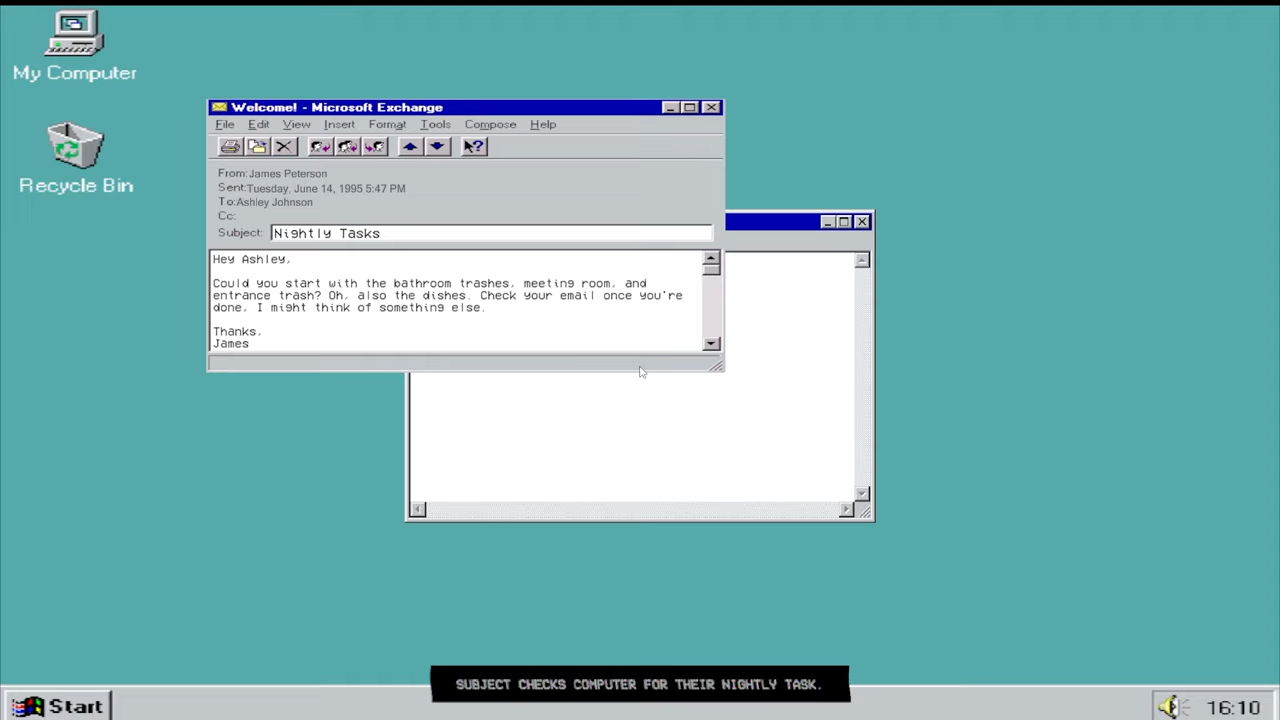 My Computer
Recycle Bin
Welcome! - Microsoft Exchange
File Edit View Insert Format Tools Compose Help
From: James Peterson
Sent: Tuesday, June 14, 1995 5:47 PM
To: Ashley Johnson
Cc:
Subject: Nightly Tasks
Hey Ashley,
Could you start with the bathroom trashes, meeting room, and
entrance trash? Oh, also the dishes. Check your email once you're
done, I might think of something else.
Thanks,
James
SUBJECT CHECKS COMPUTER FOR THEIR NIGHTLY TASK.
Start
16:10